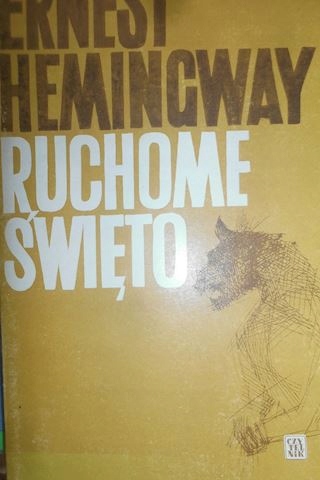 ERNEST
HEMINGWAY
RUCHOME
ŚWIĘTO
CZY
TEL
NIK